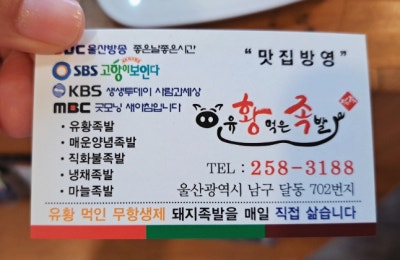 UBC 울산방송 좋은날좋은시간
SBS 고향이보인다
KBS 생생투데이 사람과세상
MBC 굿모닝 새아침입니다
“ 맛집방영 ”
유황먹은족발
· 유황족발
· 매운양념족발
· 직화불족발
· 냉채족발
· 마늘족발
TEL : 258-3188
울산광역시 남구 달동 702번지
유황 먹인 무항생제 돼지족발을 매일 직접 삶습니다